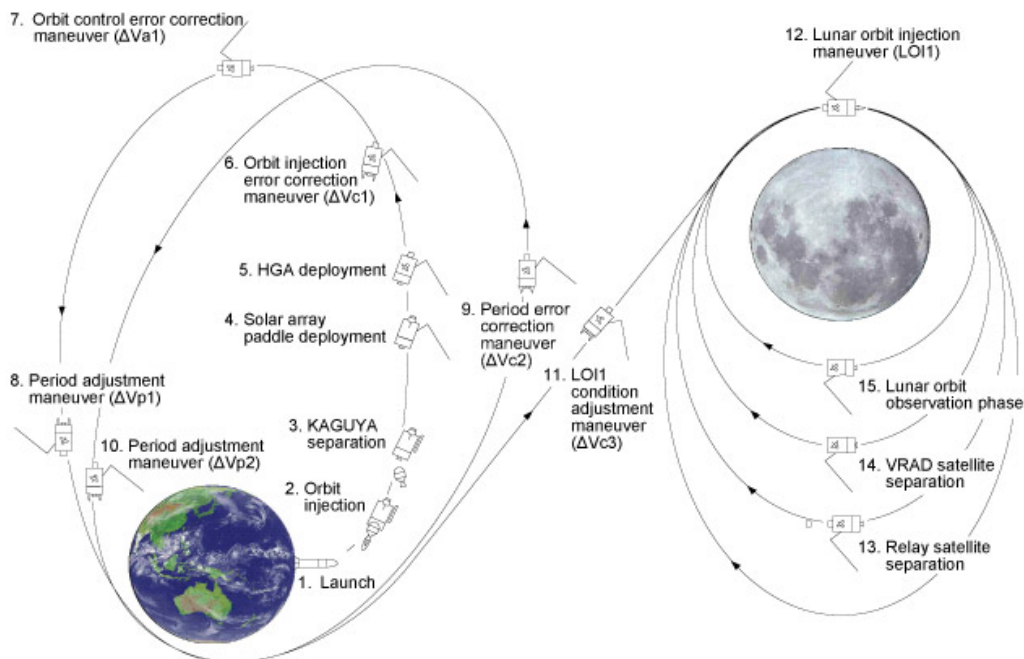 7. Orbit control error correction
maneuver (ΔVa1)
12. Lunar orbit injection
maneuver (LOI1)
6. Orbit injection
error correction
maneuver (ΔVc1)
5. HGA deployment
4. Solar array
paddle deployment
9. Period error
correction
maneuver
(ΔVc2)
8. Period adjustment
maneuver (ΔVp1)
11. LOI1
condition
adjustment
maneuver
(ΔVc3)
15. Lunar orbit
observation phase
3. KAGUYA
separation
10. Period adjustment
maneuver (ΔVp2)
14. VRAD satellite
separation
2. Orbit
injection
13. Relay satellite
separation
1. Launch